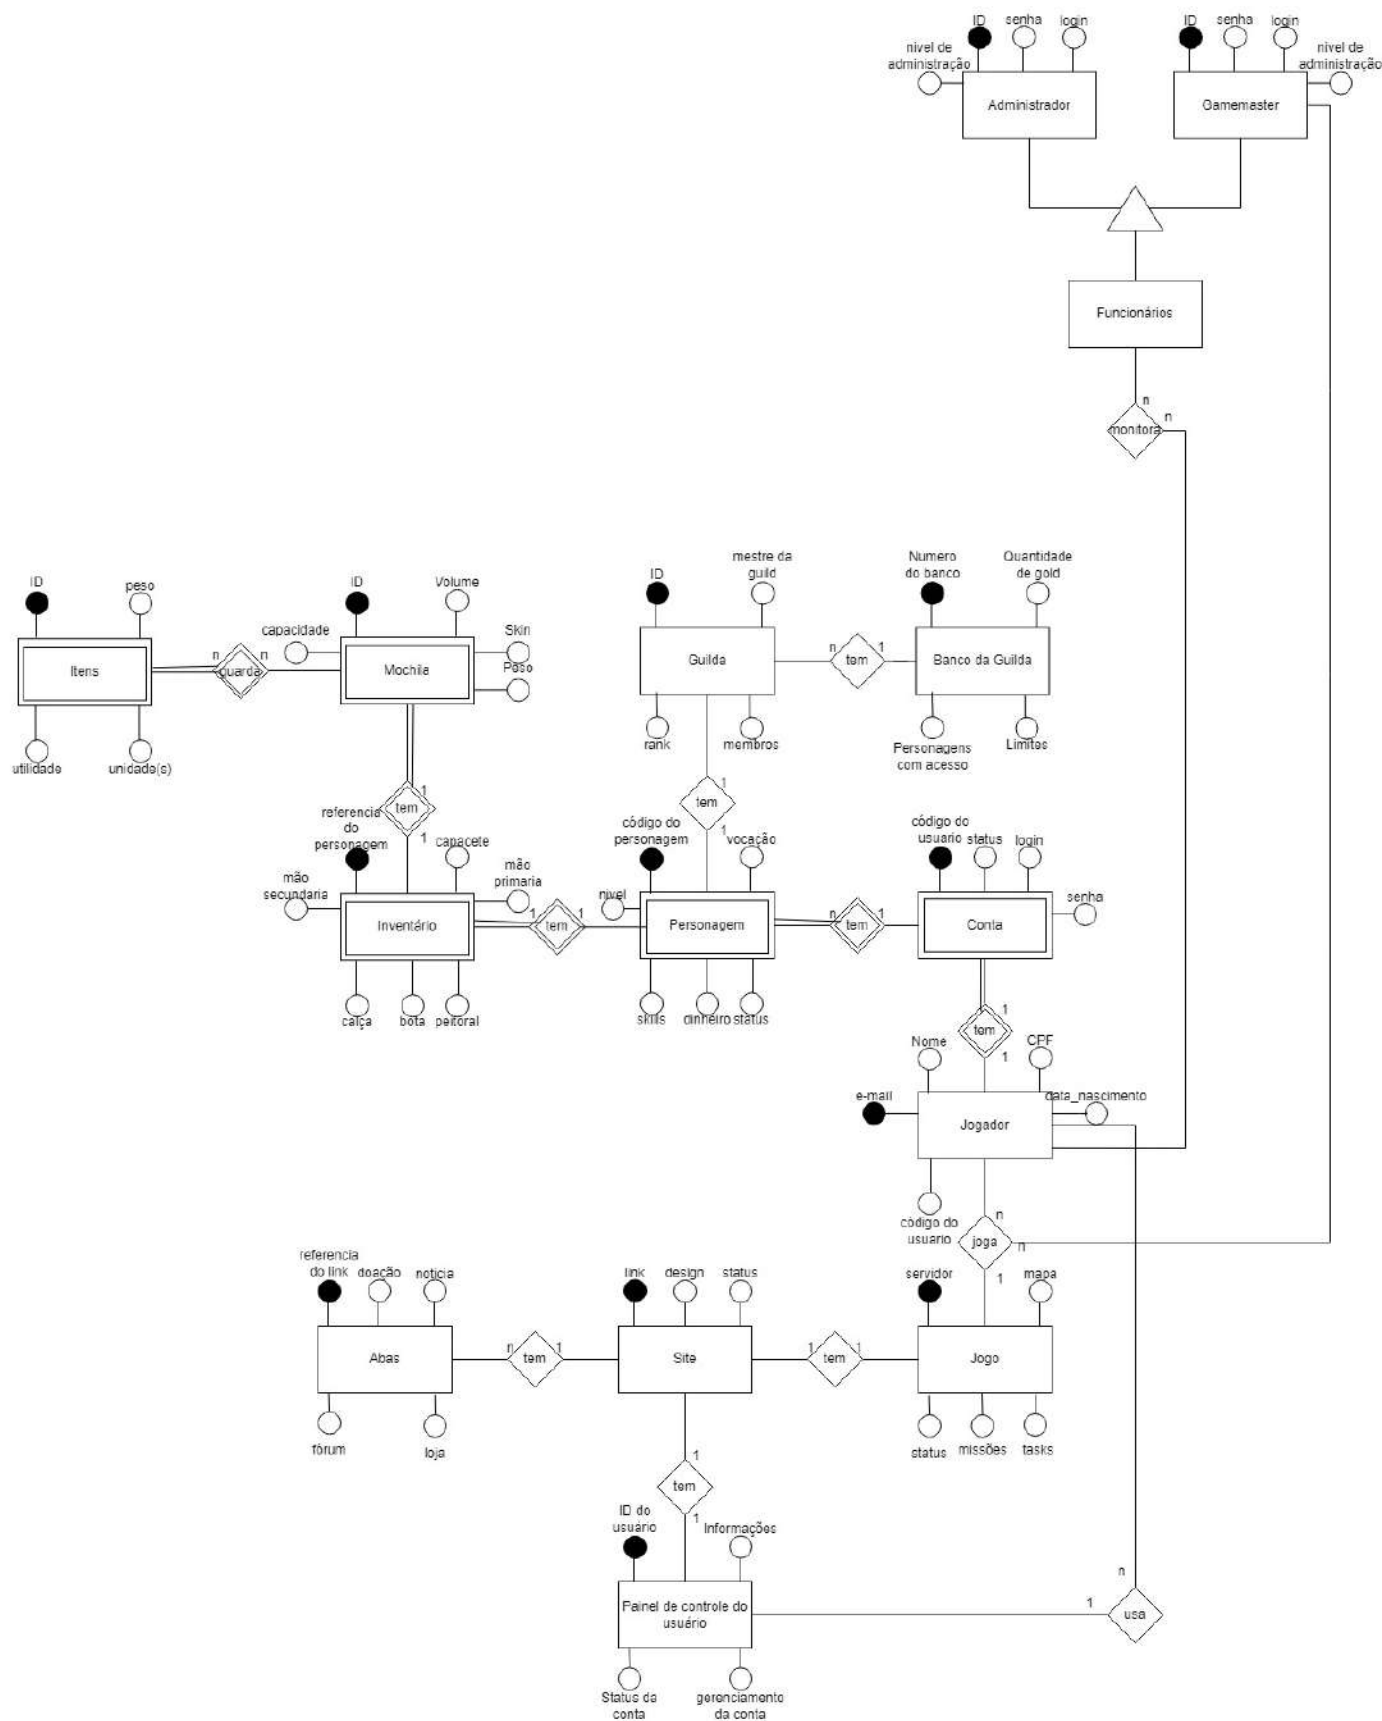 ID
senha
login
nivel de
administração
Administrador
ID
senha
login
nivel de
administração
Gamemaster
Funcionários
n
n
monitora
ID
peso
Itens
utilidade
unidade(s)
n
n
guarda
ID
Volume
capacidade
Skin
Peso
Mochila
ID
mestre da
guild
Guilda
rank
membros
n
1
tem
Numero
do banco
Quantidade
de gold
Banco da Guilda
Personagens
com acesso
Limites
1
tem
1
1
tem
1
referencia
do
personagem
capacete
mão
secundaria
mão
primaria
Inventário
calça
bota
peitoral
1
1
tem
código do
personagem
vocação
nivel
Personagem
skills
dinheiro
status
n
1
tem
código do
usuario
status
login
senha
Conta
1
tem
1
Nome
CPF
e-mail
data_nascimento
Jogador
código do
usuario
n
joga
n
1
referencia
do link
doação
noticia
Abas
fórum
loja
n
1
tem
link
design
status
Site
1
1
tem
servidor
mapa
Jogo
status
missões
tasks
1
tem
1
ID do
usuário
Informações
Painel de controle do
usuário
Status da
conta
gerenciamento
da conta
1
n
usa